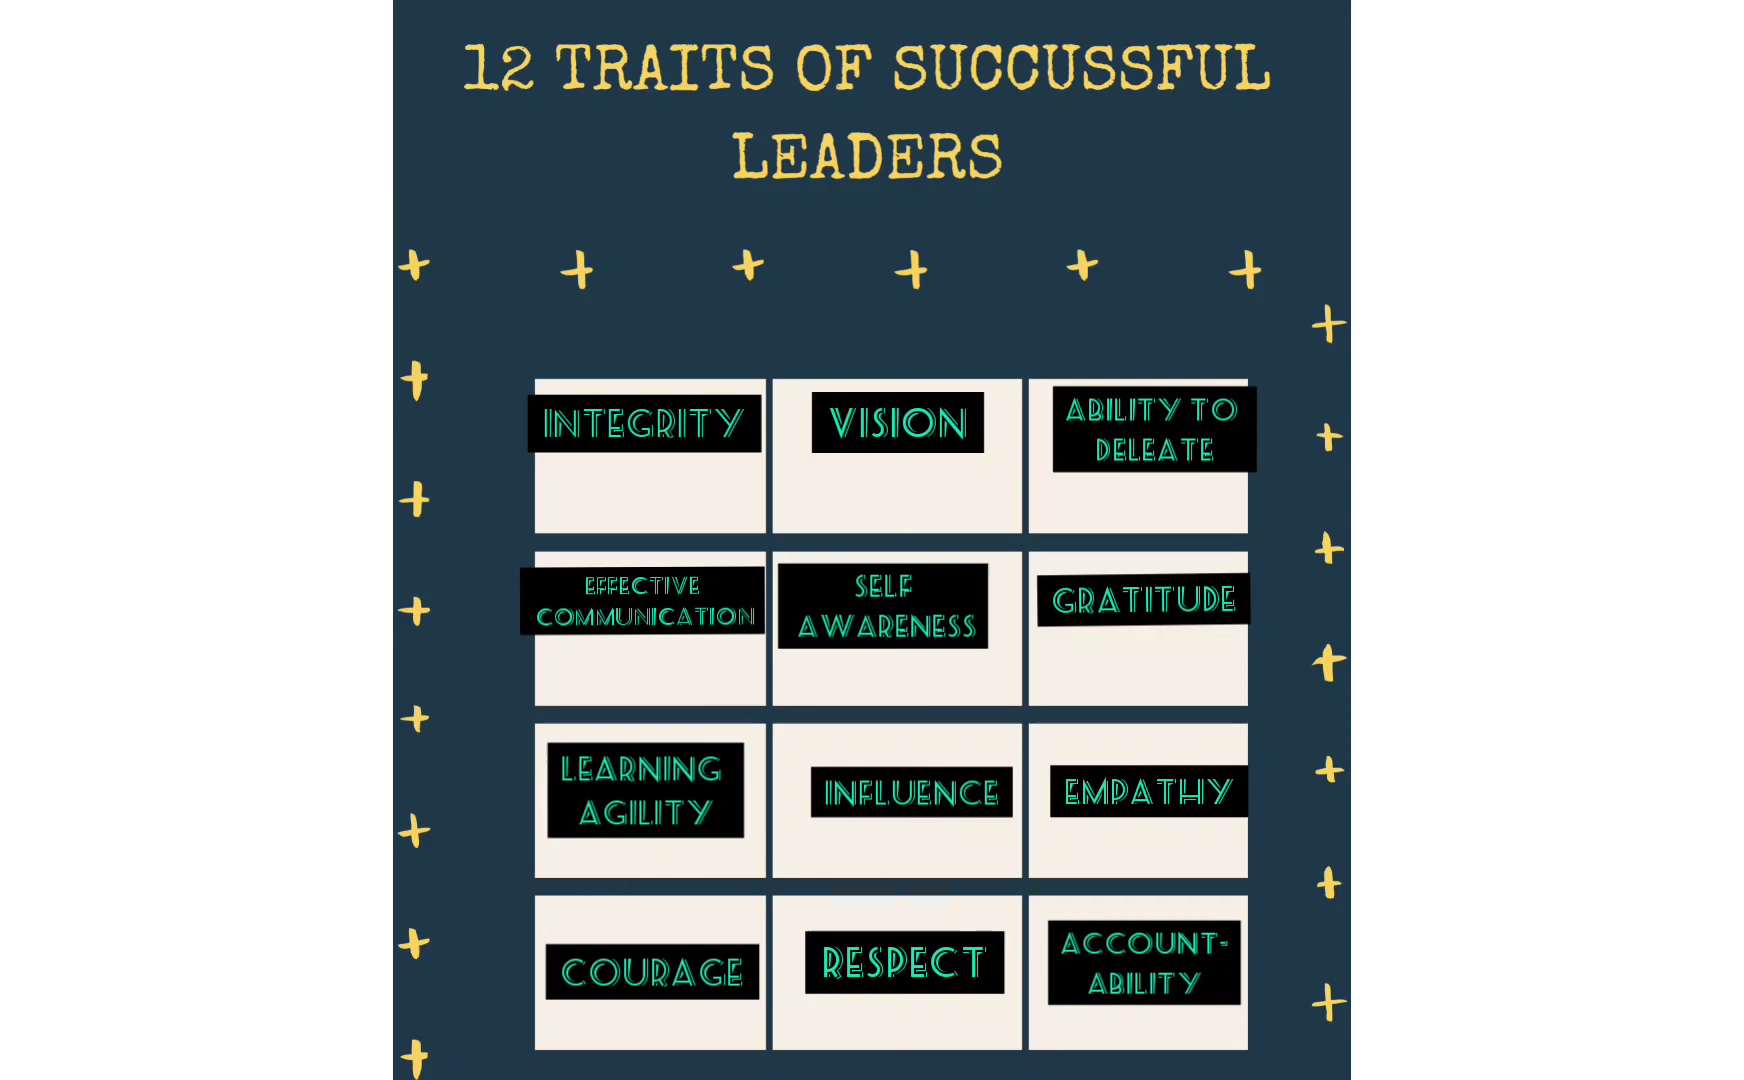 12 TRAITS OF SUCCUSSFUL
LEADERS
INTEGRITY
VISION
ABILITY TO
DELEATE
EFFECTIVE
COMMUNICATION
SELF
AWARENESS
GRATITUDE
LEARNING
AGILITY
INFLUENCE
EMPATHY
COURAGE
RESPECT
ACCOUNT-
ABILITY